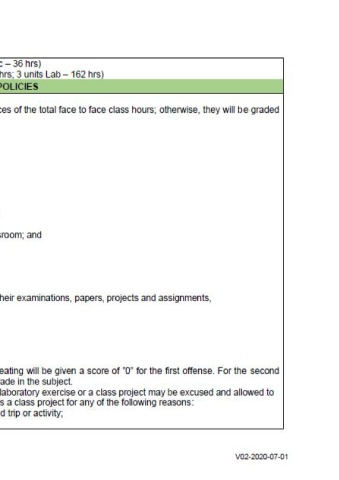 c – 36 hrs)
hrs; 3 units Lab – 162 hrs)
POLICIES
ces of the total face to face class hours; otherwise, they will be graded
sroom; and
heir examinations, papers, projects and assignments,
eating will be given a score of "0" for the first offense. For the second
ade in the subject.
laboratory exercise or a class project may be excused and allowed to
s a class project for any of the following reasons:
d trip or activity;
V02-2020-07-01